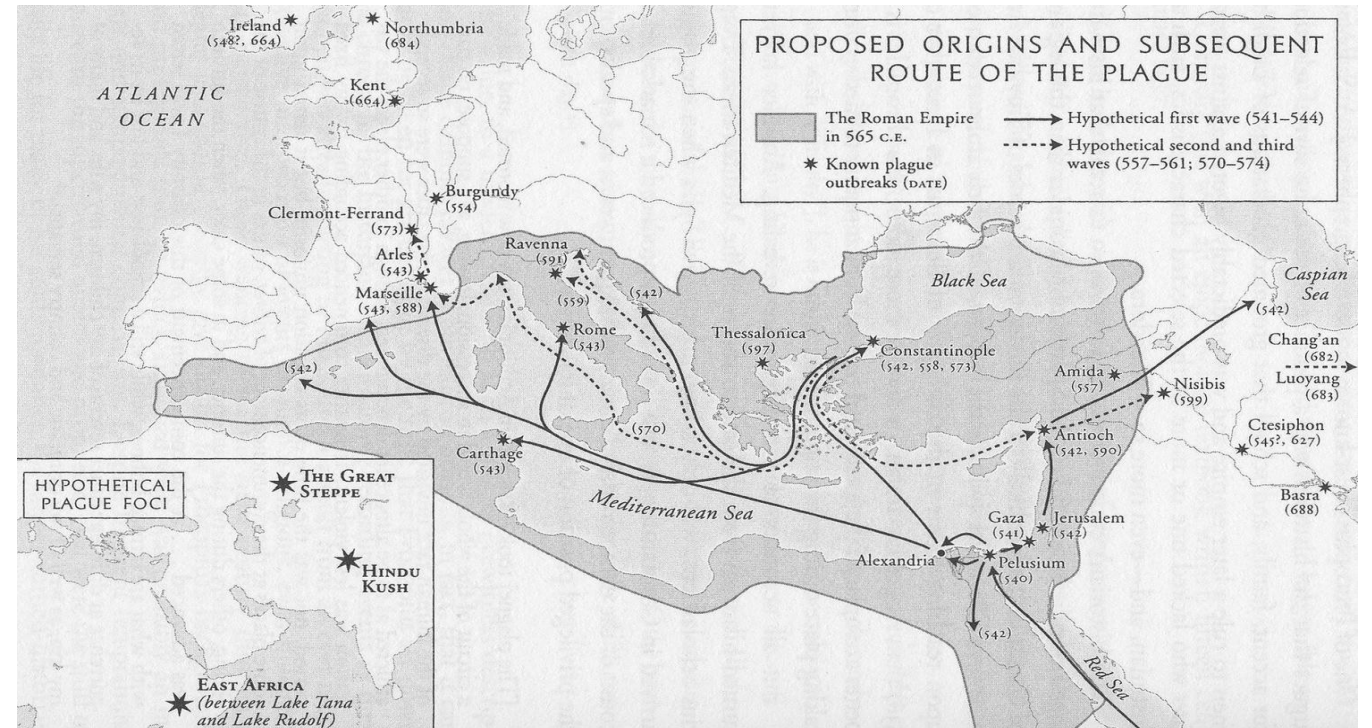 PROPOSED ORIGINS AND SUBSEQUENT
ROUTE OF THE PLAGUE
The Roman Empire
in 565 C.E.
Known plague
outbreaks (DATE)
Hypothetical first wave (541–544)
Hypothetical second and third
waves (557–561; 570–574)
Ireland
(548?, 664)
Northumbria
(684)
Kent
(664)
ATLANTIC
OCEAN
Burgundy
(554)
Clermont-Ferrand
(573)
Arles
(543)
Marseille
(543, 588)
Ravenna
(591)
(559)
(542)
Rome
(543)
Thessalonica
(597)
Black Sea
Constantinople
(542, 558, 573)
Caspian
Sea
(542)
Chang'an
(682)
Luoyang
(683)
Amida
(557)
Nisibis
(599)
Ctesiphon
(545?, 627)
Basra
(688)
Antioch
(542, 590)
(542)
(570)
Carthage
(543)
Mediterranean Sea
Gaza
(541)
Jerusalem
(542)
Alexandria
Pelusium
(540)
(542)
Red Sea
HYPOTHETICAL
PLAGUE FOCI
THE GREAT
STEPPE
HINDU
KUSH
EAST AFRICA
(between Lake Tana
and Lake Rudolf)